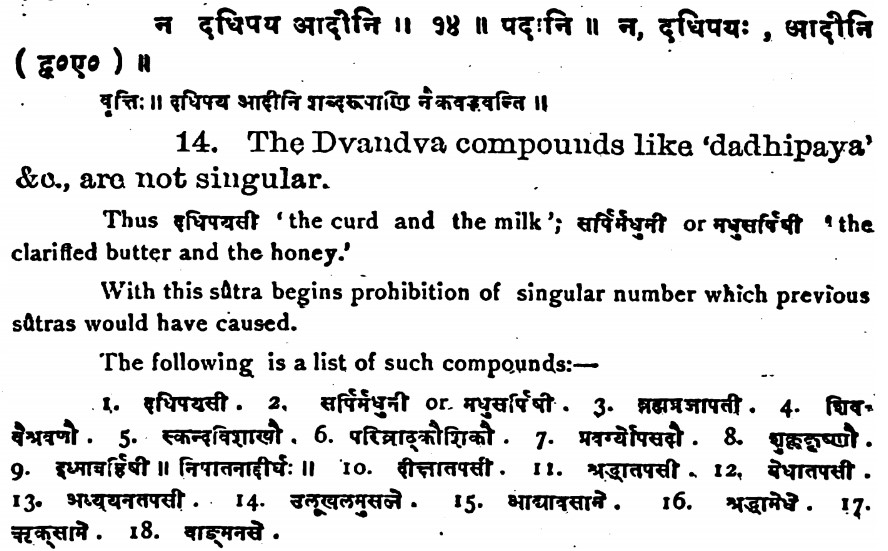 न दधिपय आदीनि ॥ १४ ॥ पदानि ॥ न, दधिपयः , आदीनि
( द्व०ए० ) ॥
वृत्तिः ॥ दधिपय आदीनि शब्दरूपाणि नैकवद्भवन्ति ॥
14. The Dvandva compounds like 'dadhipaya'
&c., are not singular.
Thus दधिपयसी 'the curd and the milk'; सर्पिर्मधुनी or मधुसर्पिषी 'the
clarified butter and the honey.'
With this sûtra begins prohibition of singular number which previous
sûtras would have caused.
The following is a list of such compounds:—
1. दधिपयसी . 2. सर्पिर्मधुनी or मधुसर्पिषी . 3. ब्रह्मप्रजापती . 4. शिव-
वैश्रवणौ . 5. स्कन्दविशाखौ . 6. परिव्राट्कौशिकौ . 7. प्रवर्ग्योपसदौ . 8. शुक्लकृष्णौ .
9. इध्माबर्हिषी ॥ निपातनाद्दीर्घः ॥ 10. दीक्षातपसी . 11. श्रद्धातपसी . 12. मेधातपसी .
13. अध्ययनतपसी . 14. उलूखलमुसले . 15. आद्यावसाने . 16. श्रद्धामेधे . 17.
ऋक्सामे . 18. वाङ्मनसे .